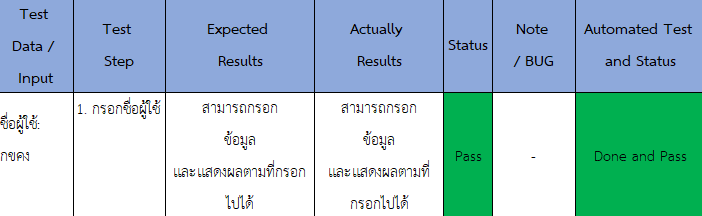 Test
Data /
Input
Test
Step
Expected
Results
Actually
Results
Status
Note
/ BUG
Automated Test
and Status
ชื่อผู้ใช้:
กขคง
1. กรอกชื่อผู้ใช้
สามารถกรอก
ข้อมูล
และแสดงผลตามที่กรอก
ไปได้
สามารถกรอก
ข้อมูล
และแสดงผลตามที่
กรอกไปได้
Pass
-
Done and Pass